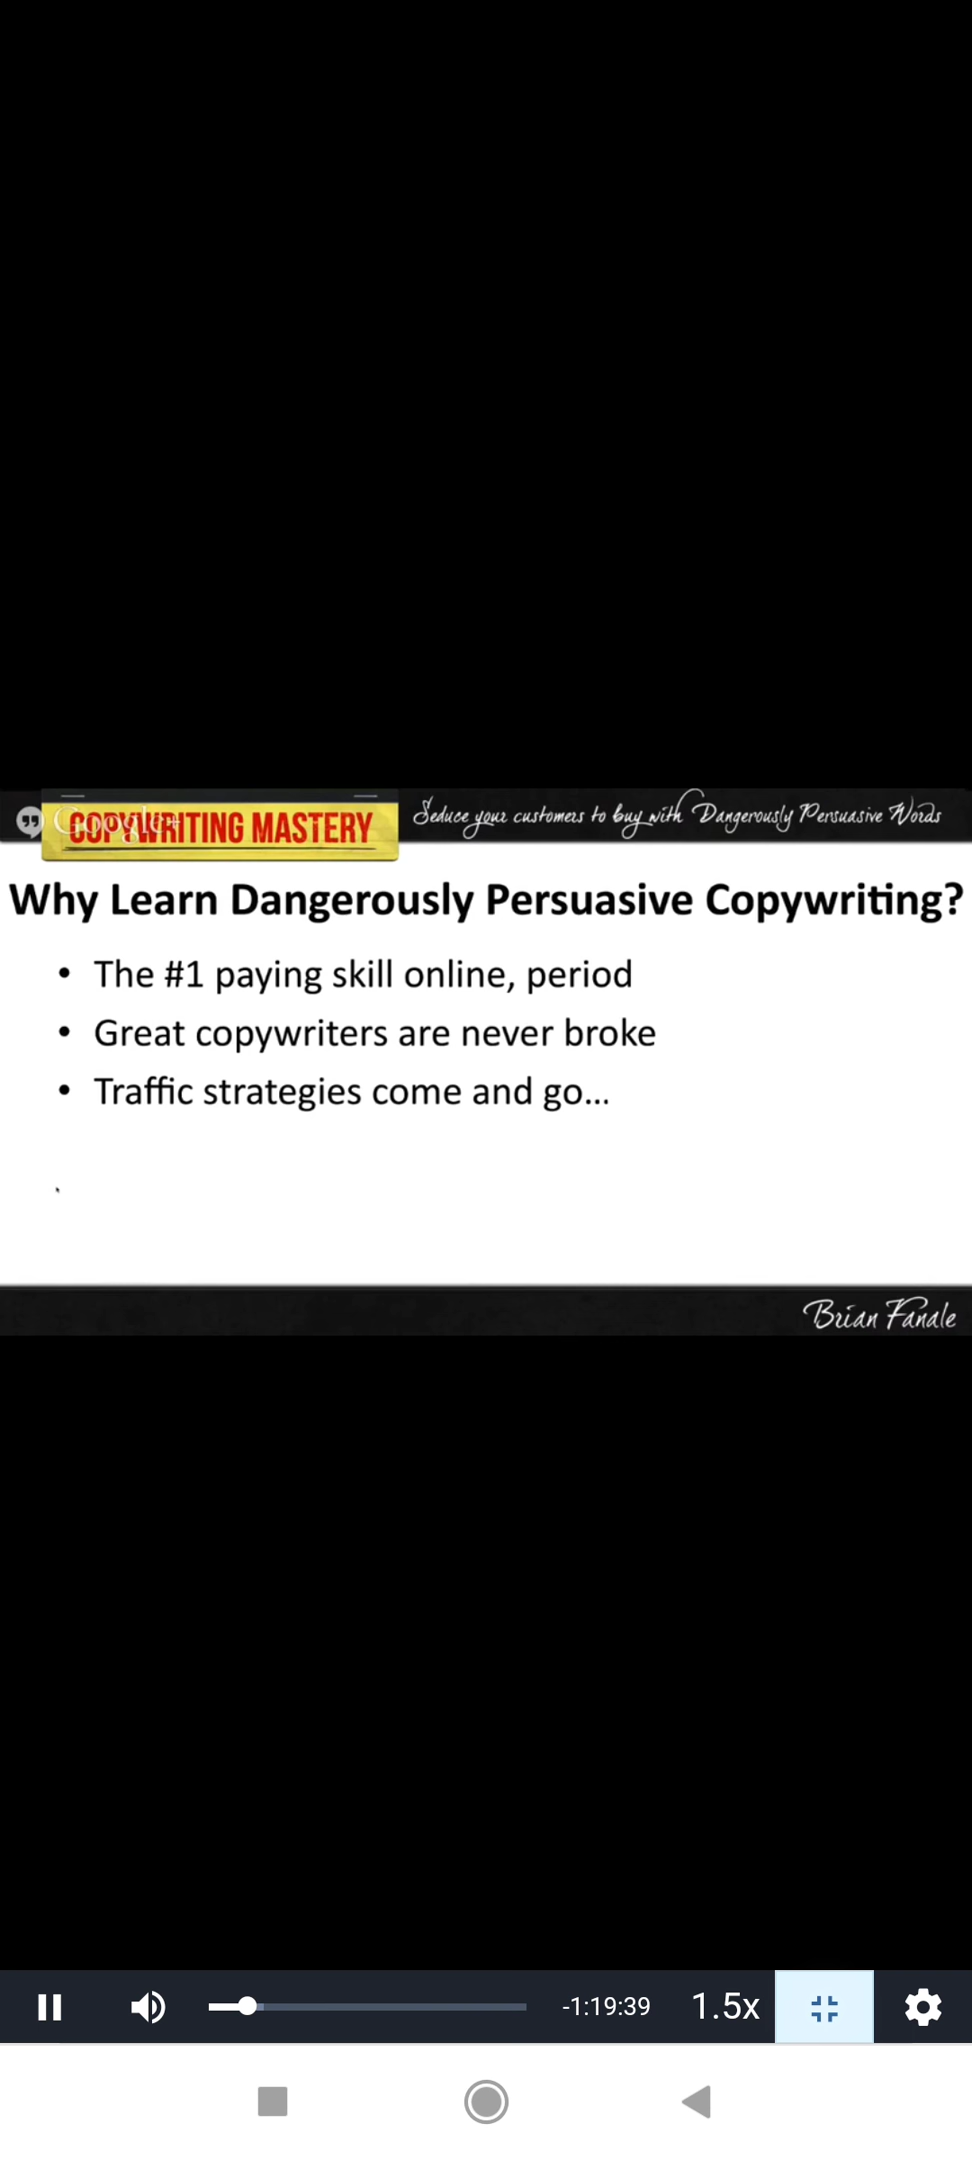 Google+
COPYWRITING MASTERY
Seduce your customers to buy with Dangerously Persuasive Words
Why Learn Dangerously Persuasive Copywriting?
• The #1 paying skill online, period
• Great copywriters are never broke
• Traffic strategies come and go...
Brian Fanale
-1:19:39
1.5x